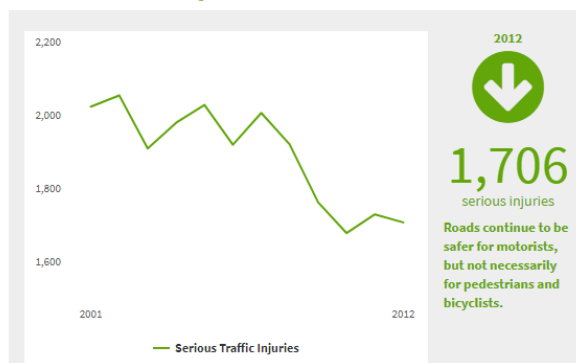 2,200
2,000
1,800
1,600
2001
2012
Serious Traffic Injuries
2012
1,706
serious injuries
Roads continue to be
safer for motorists,
but not necessarily
for pedestrians and
bicyclists.